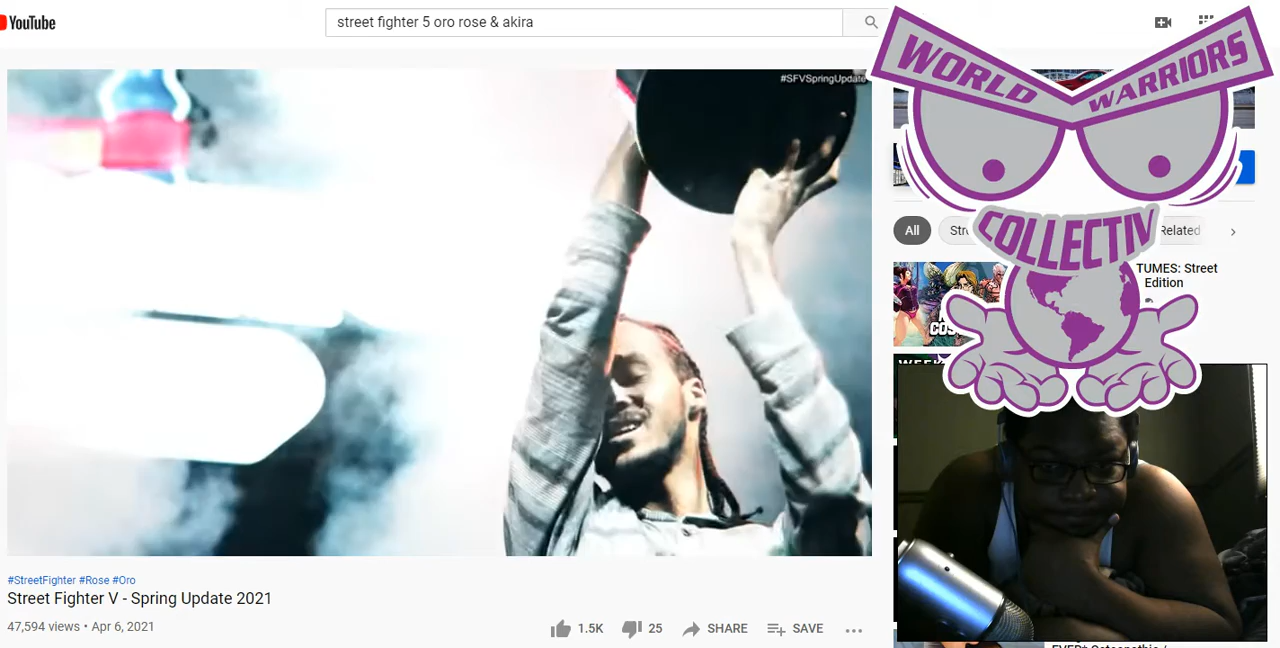 YouTube
street fighter 5 oro rose & akira
#SFVSpringUpdate
WORLD WARRIORS
COLLECTIV
All
Related
TUMES: Street
Edition
#StreetFighter #Rose #Oro
Street Fighter V - Spring Update 2021
47,594 views • Apr 6, 2021
1.5K
25
SHARE
SAVE